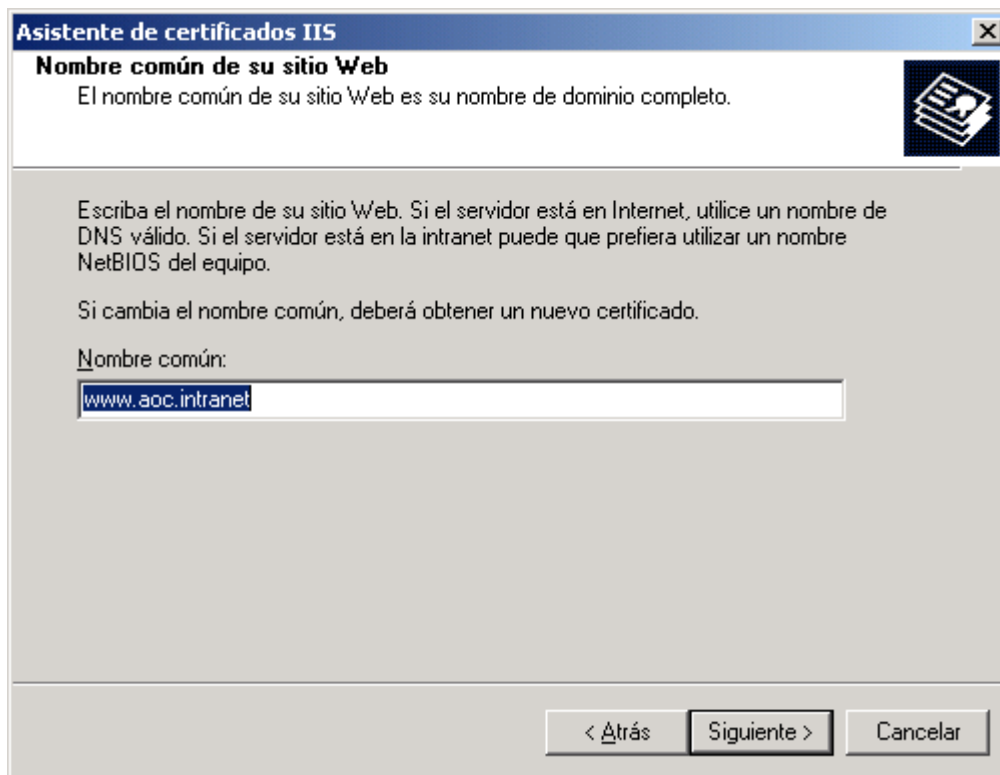 Asistente de certificados IIS
Nombre común de su sitio Web
El nombre común de su sitio Web es su nombre de dominio completo.
Escriba el nombre de su sitio Web. Si el servidor está en Internet, utilice un nombre de
DNS válido. Si el servidor está en la intranet puede que prefiera utilizar un nombre
NetBIOS del equipo.
Si cambia el nombre común, deberá obtener un nuevo certificado.
Nombre común:
www.aoc.intranet
< Atrás Siguiente > Cancelar